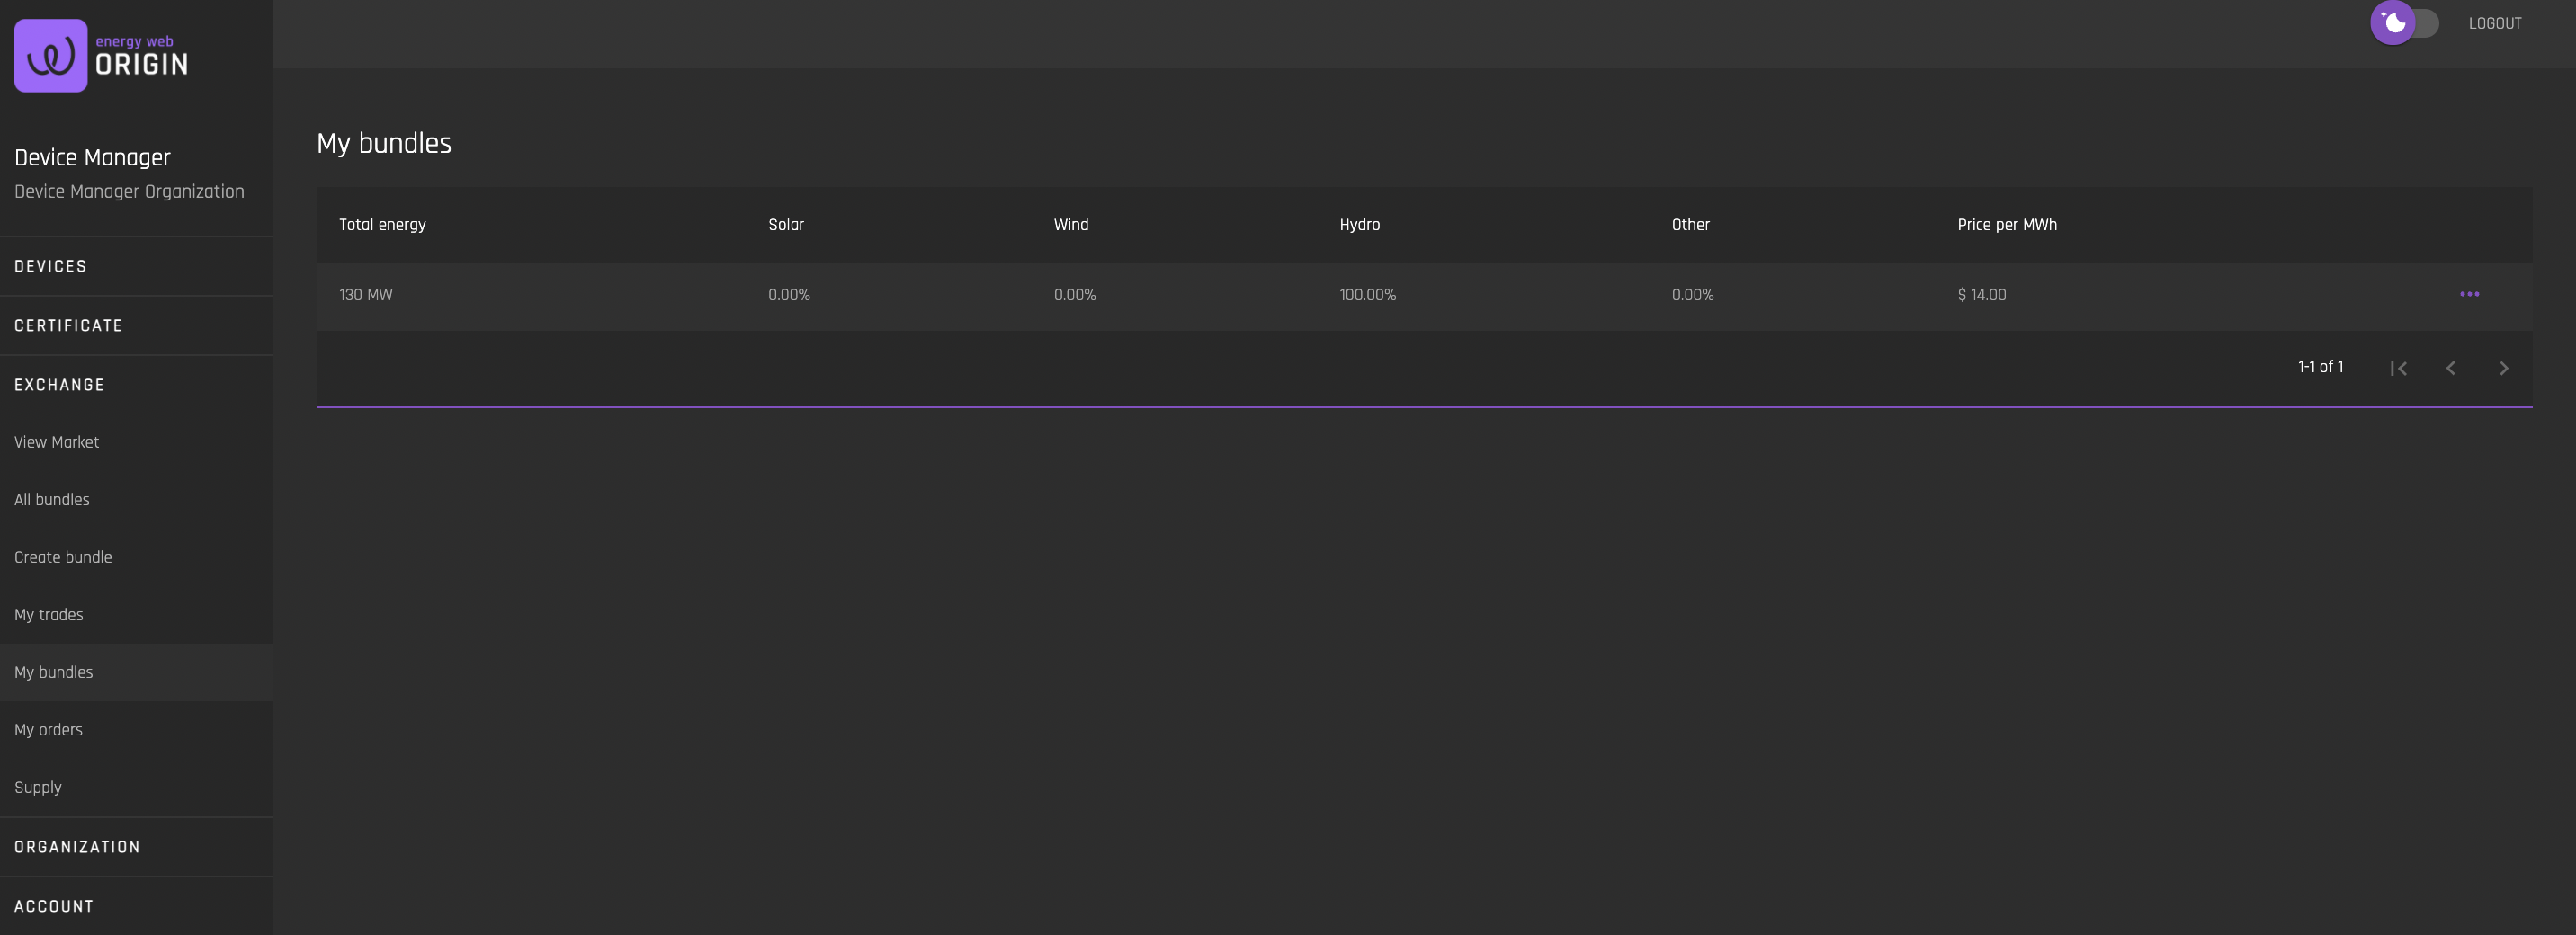 energy web
ORIGIN
LOGOUT
Device Manager
Device Manager Organization
DEVICES
CERTIFICATE
EXCHANGE
View Market
All bundles
Create bundle
My trades
My bundles
My orders
Supply
ORGANIZATION
ACCOUNT
My bundles
Total energy Solar Wind Hydro Other Price per MWh
130 MW 0.00% 0.00% 100.00% 0.00% $ 14.00
1-1 of 1